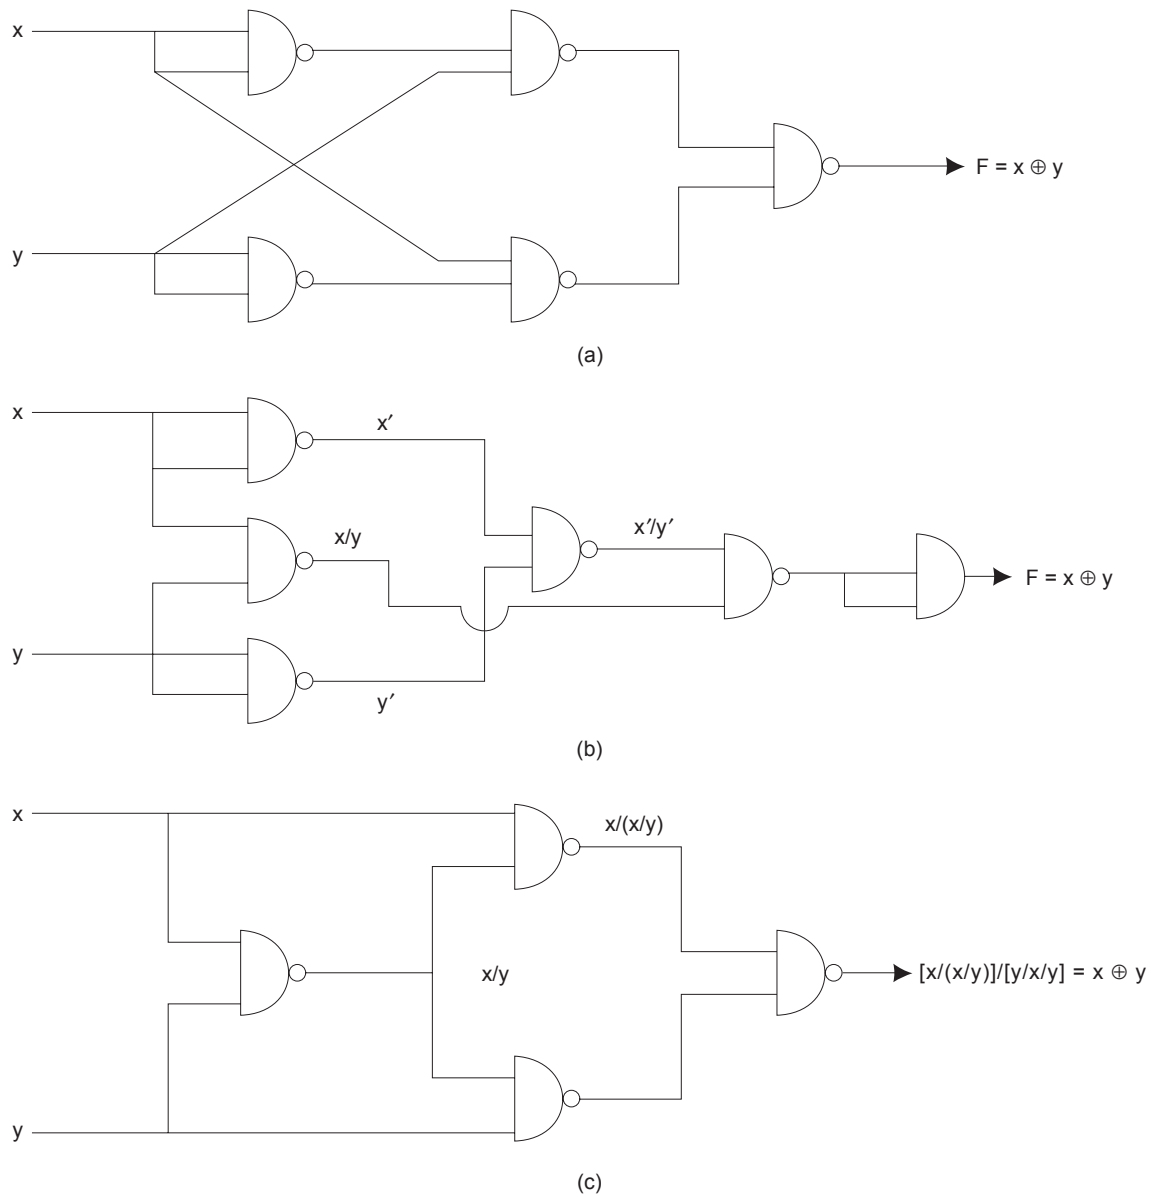 x
F = x ⊕ y
y
(a)
x
x′
x/y
x′/y′
F = x ⊕ y
y
y′
(b)
x
x/(x/y)
x/y
[x/(x/y)]/[y/x/y] = x ⊕ y
y
(c)